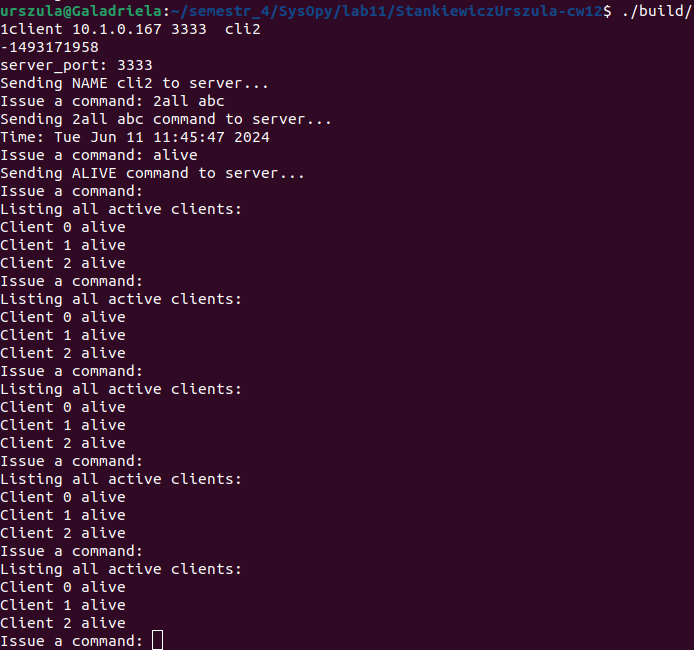 urszula@Galadriela:~/semestr_4/SysOpy/lab11/StankiewiczUrszula-cw12$ ./build/
1client 10.1.0.167 3333  cli2
-1493171958
server_port: 3333
Sending NAME cli2 to server...
Issue a command: 2all abc
Sending 2all abc command to server...
Time: Tue Jun 11 11:45:47 2024
Issue a command: alive
Sending ALIVE command to server...
Issue a command:
Listing all active clients:
Client 0 alive
Client 1 alive
Client 2 alive
Issue a command:
Listing all active clients:
Client 0 alive
Client 1 alive
Client 2 alive
Issue a command:
Listing all active clients:
Client 0 alive
Client 1 alive
Client 2 alive
Issue a command:
Listing all active clients:
Client 0 alive
Client 1 alive
Client 2 alive
Issue a command:
Listing all active clients:
Client 0 alive
Client 1 alive
Client 2 alive
Issue a command: